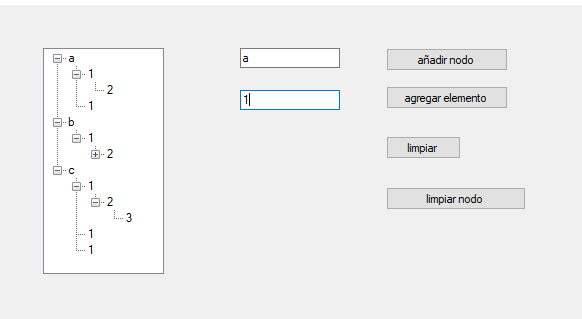 a
1
2
1
b
1
2
c
1
2
3
1
1
a
1
añadir nodo
agregar elemento
limpiar
limpiar nodo